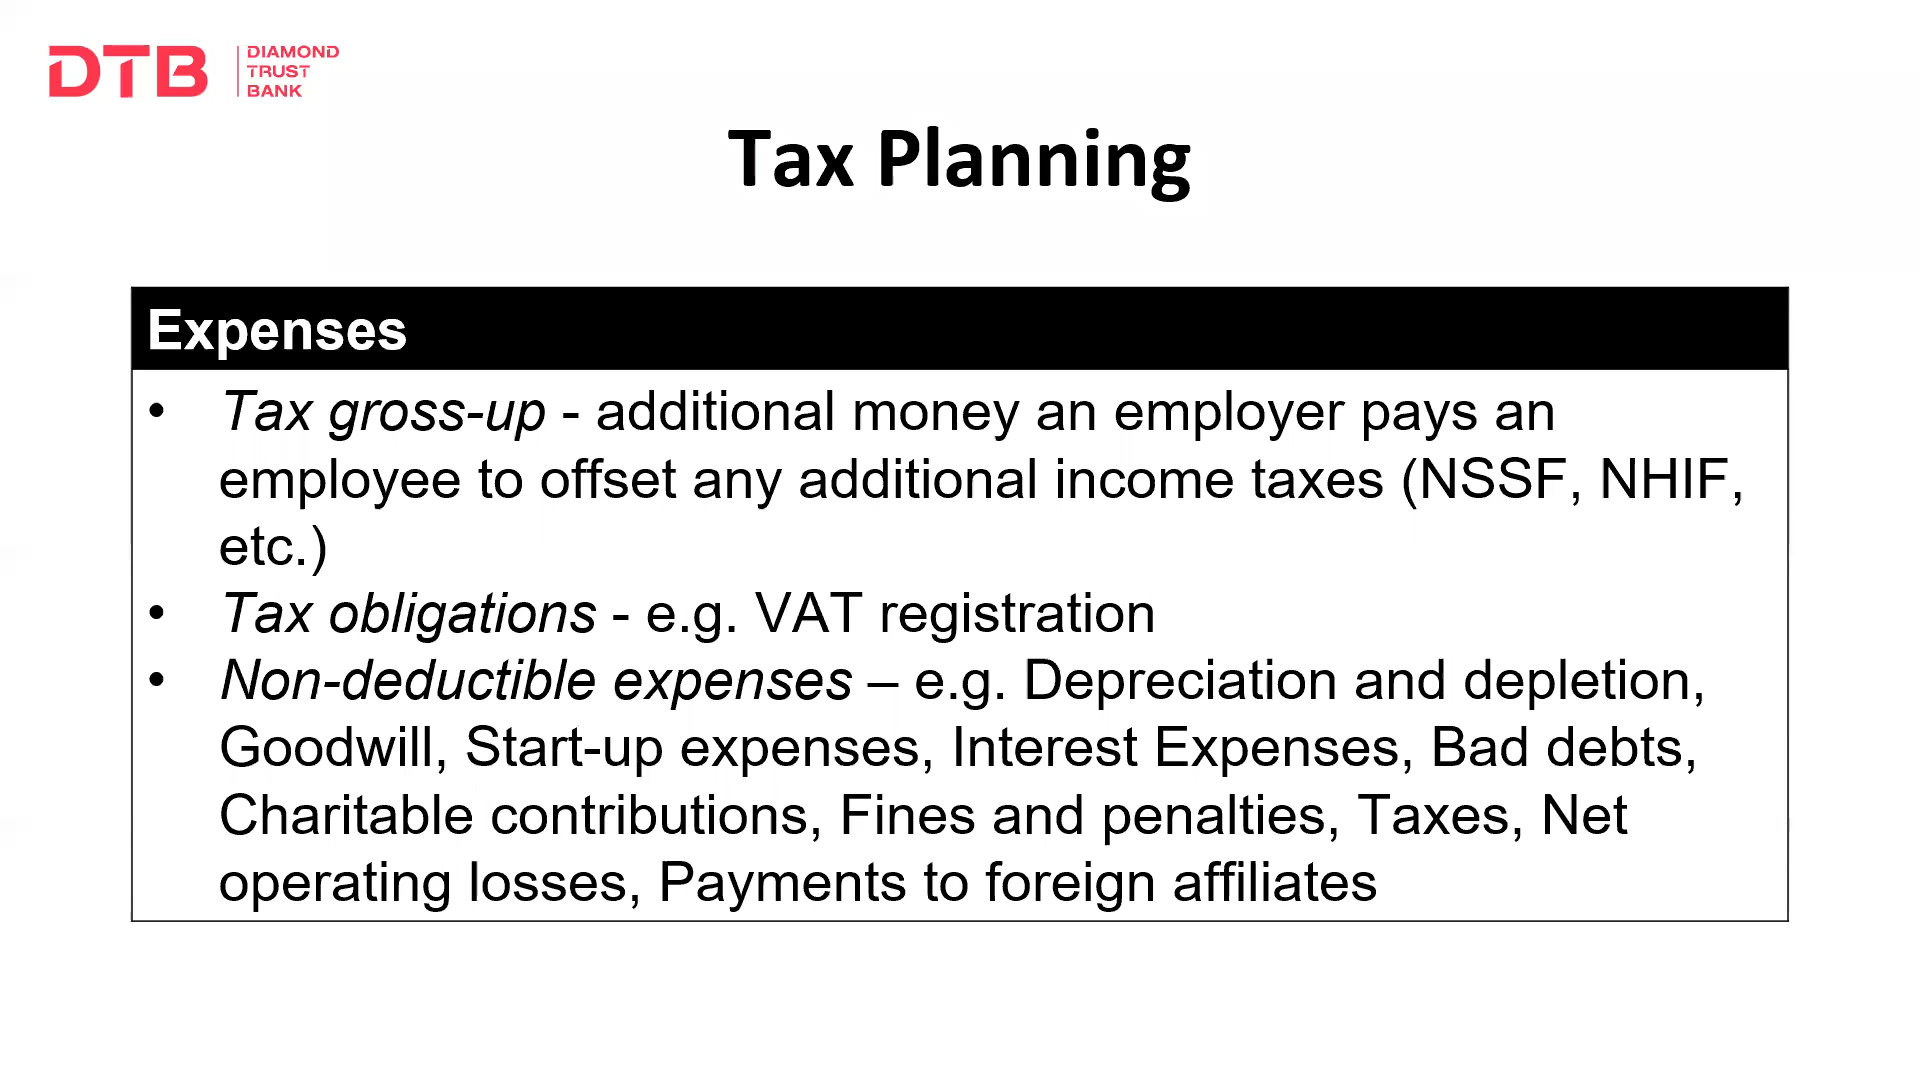 DTB
DIAMOND
TRUST
BANK
Tax Planning
Expenses
• Tax gross-up - additional money an employer pays an
employee to offset any additional income taxes (NSSF, NHIF,
etc.)
• Tax obligations - e.g. VAT registration
• Non-deductible expenses – e.g. Depreciation and depletion,
Goodwill, Start-up expenses, Interest Expenses, Bad debts,
Charitable contributions, Fines and penalties, Taxes, Net
operating losses, Payments to foreign affiliates